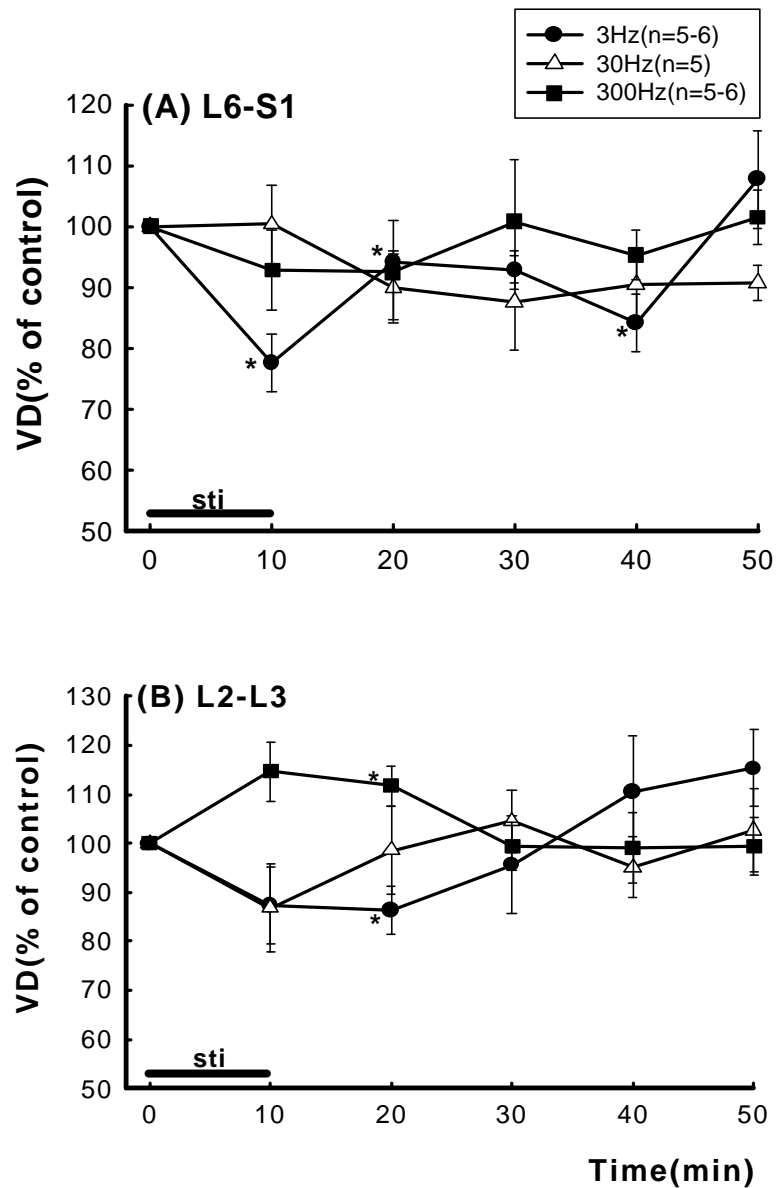 3Hz(n=5-6)
30Hz(n=5)
300Hz(n=5-6)
(A) L6-S1
VD(% of control)
120
110
100
90
80
70
60
50
*
*
*
sti
0 10 20 30 40 50
(B) L2-L3
VD(% of control)
130
120
110
100
90
80
70
60
50
*
*
sti
0 10 20 30 40 50
Time(min)